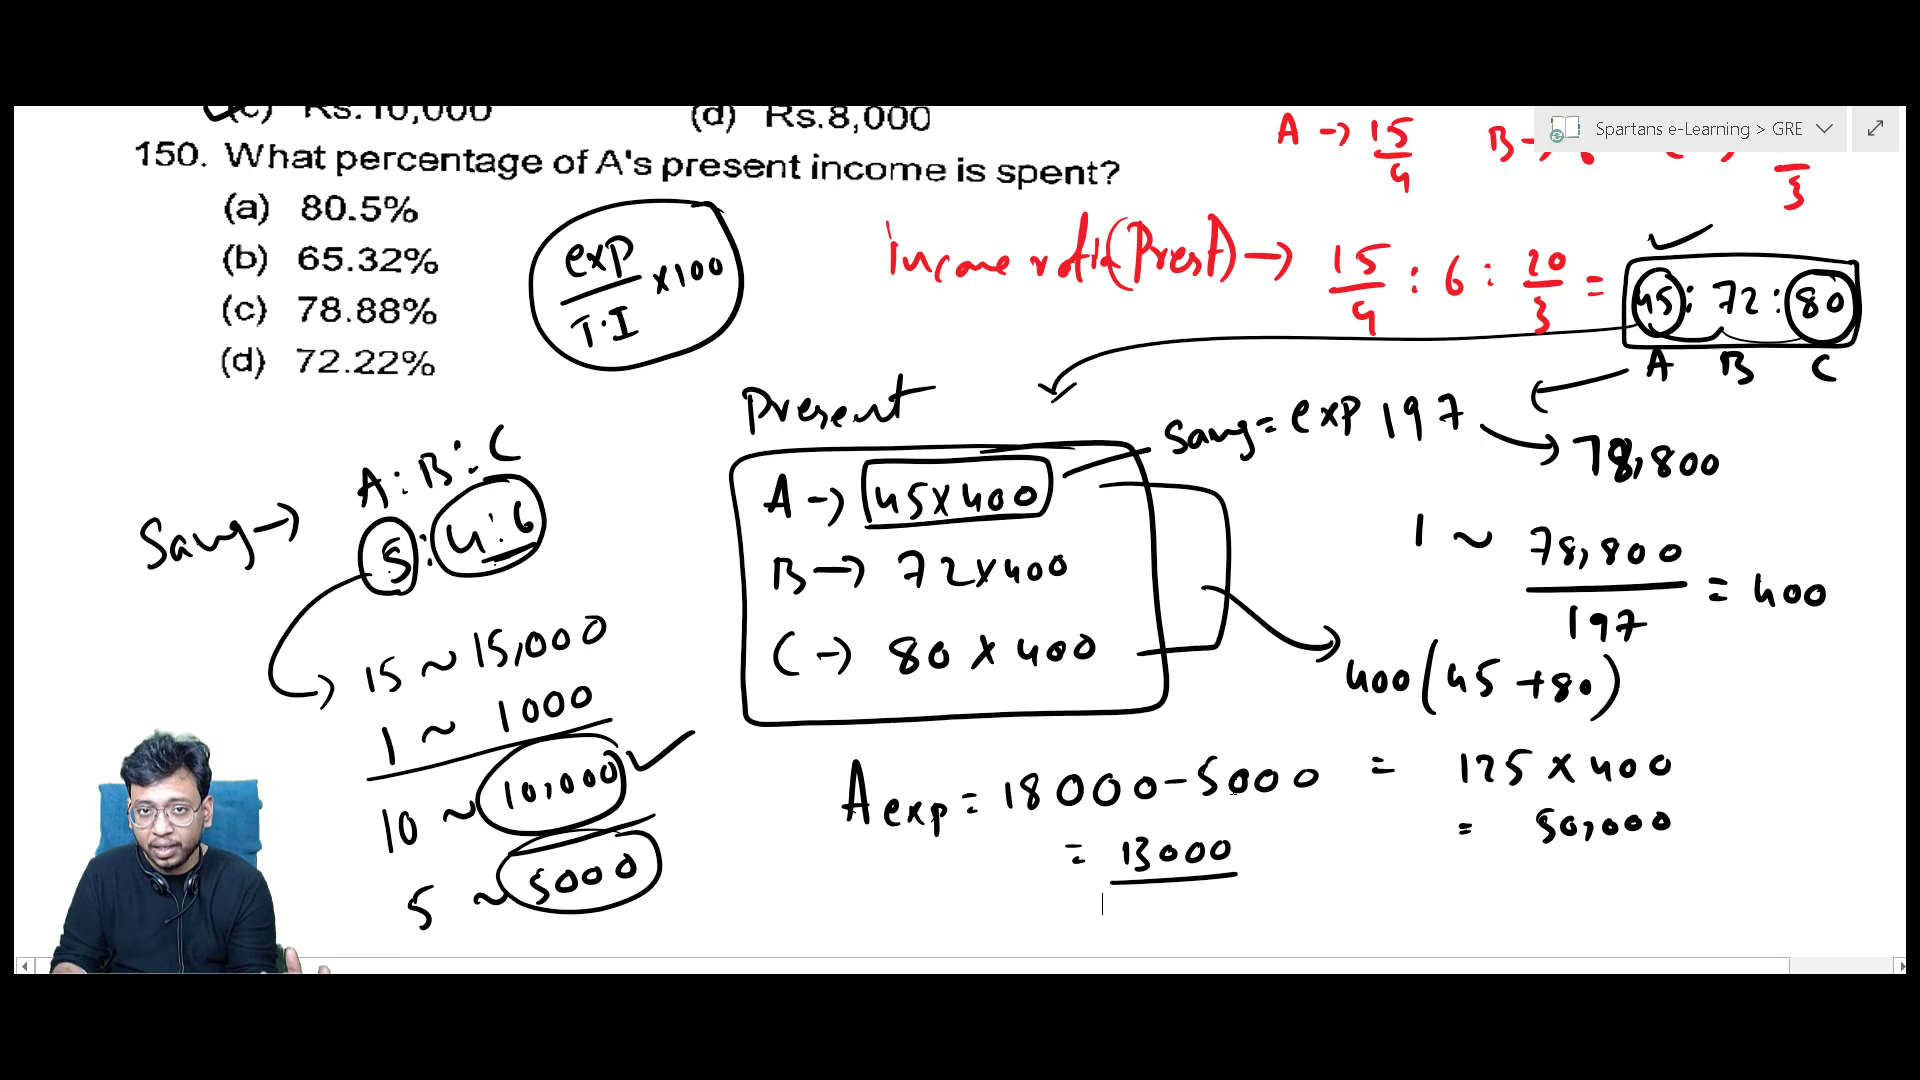 (c) Rs.10,000 (d) Rs.8,000
Spartans e-Learning > GRE
150. What percentage of A's present income is spent?
(a) 80.5%
(b) 65.32%
(c) 78.88%
(d) 72.22%
exp
T.I
×100
A → 15
4
B →
3
income ratio (Present) → 15/4 : 6 : 20/3 = 45 : 72 : 80
A B C
Present
A → 45×400
B → 72×400
C → 80×400
= exp 197 → 78,800
1 ~ 78,800
197
= 400
400(45+80)
= 125×400
= 50,000
A : B : C
5 : 4 : 6
15 ~ 15,000
1 ~ 1000
10 ~ 10,000
5 ~ 5000
A exp = 18000-5000
= 13000